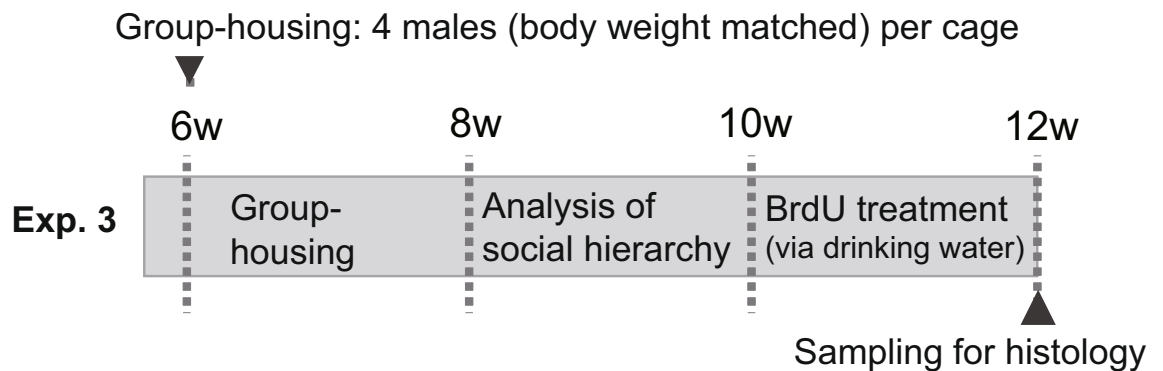 Group-housing: 4 males (body weight matched) per cage
6w
8w
10w
12w
Exp. 3
Group-
housing
Analysis of
social hierarchy
BrdU treatment
(via drinking water)
Sampling for histology